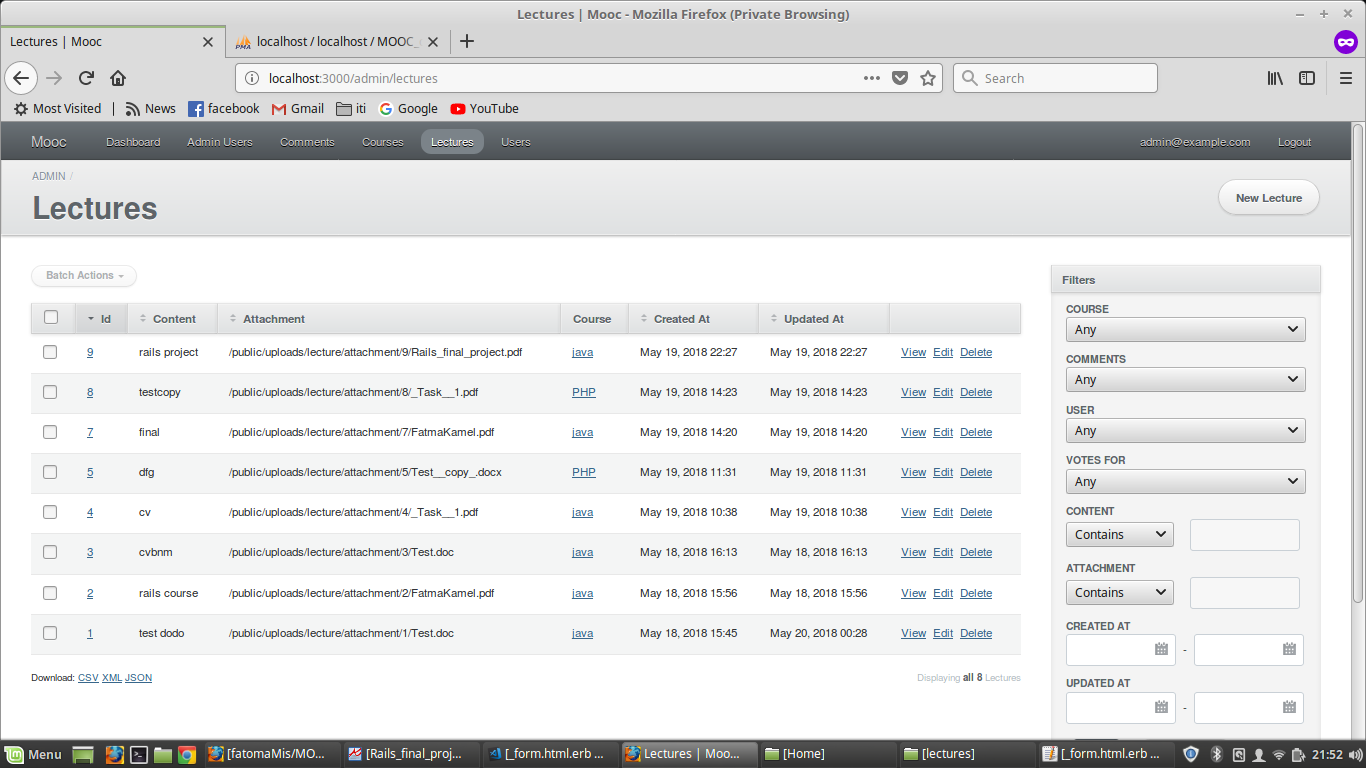 Lectures | Mooc - Mozilla Firefox (Private Browsing)
Lectures | Mooc
PMA localhost / localhost / MOOC_
localhost:3000/admin/lectures
Search
Most Visited News facebook Gmail iti Google YouTube
Mooc Dashboard Admin Users Comments Courses Lectures Users admin@example.com Logout
ADMIN /
Lectures
New Lecture
Batch Actions
Id Content Attachment Course Created At Updated At
9 rails project /public/uploads/lecture/attachment/9/Rails_final_project.pdf java May 19, 2018 22:27 May 19, 2018 22:27 View Edit Delete
8 testcopy /public/uploads/lecture/attachment/8/_Task__1.pdf PHP May 19, 2018 14:23 May 19, 2018 14:23 View Edit Delete
7 final /public/uploads/lecture/attachment/7/FatmaKamel.pdf java May 19, 2018 14:20 May 19, 2018 14:20 View Edit Delete
5 dfg /public/uploads/lecture/attachment/5/Test__copy_.docx PHP May 19, 2018 11:31 May 19, 2018 11:31 View Edit Delete
4 cv /public/uploads/lecture/attachment/4/_Task__1.pdf java May 19, 2018 10:38 May 19, 2018 10:38 View Edit Delete
3 cvbnm /public/uploads/lecture/attachment/3/Test.doc java May 18, 2018 16:13 May 18, 2018 16:13 View Edit Delete
2 rails course /public/uploads/lecture/attachment/2/FatmaKamel.pdf java May 18, 2018 15:56 May 18, 2018 15:56 View Edit Delete
1 test dodo /public/uploads/lecture/attachment/1/Test.doc java May 18, 2018 15:45 May 20, 2018 00:28 View Edit Delete
Download: CSV XML JSON
Displaying all 8 Lectures
Filters
COURSE
Any
COMMENTS
Any
USER
Any
VOTES FOR
Any
CONTENT
Contains
ATTACHMENT
Contains
CREATED AT
-
UPDATED AT
-
Menu [fatomaMis/MO... [Rails_final_proj... [_form.html.erb ... Lectures | Moo... [Home] [lectures] [_form.html.erb ... 21:52